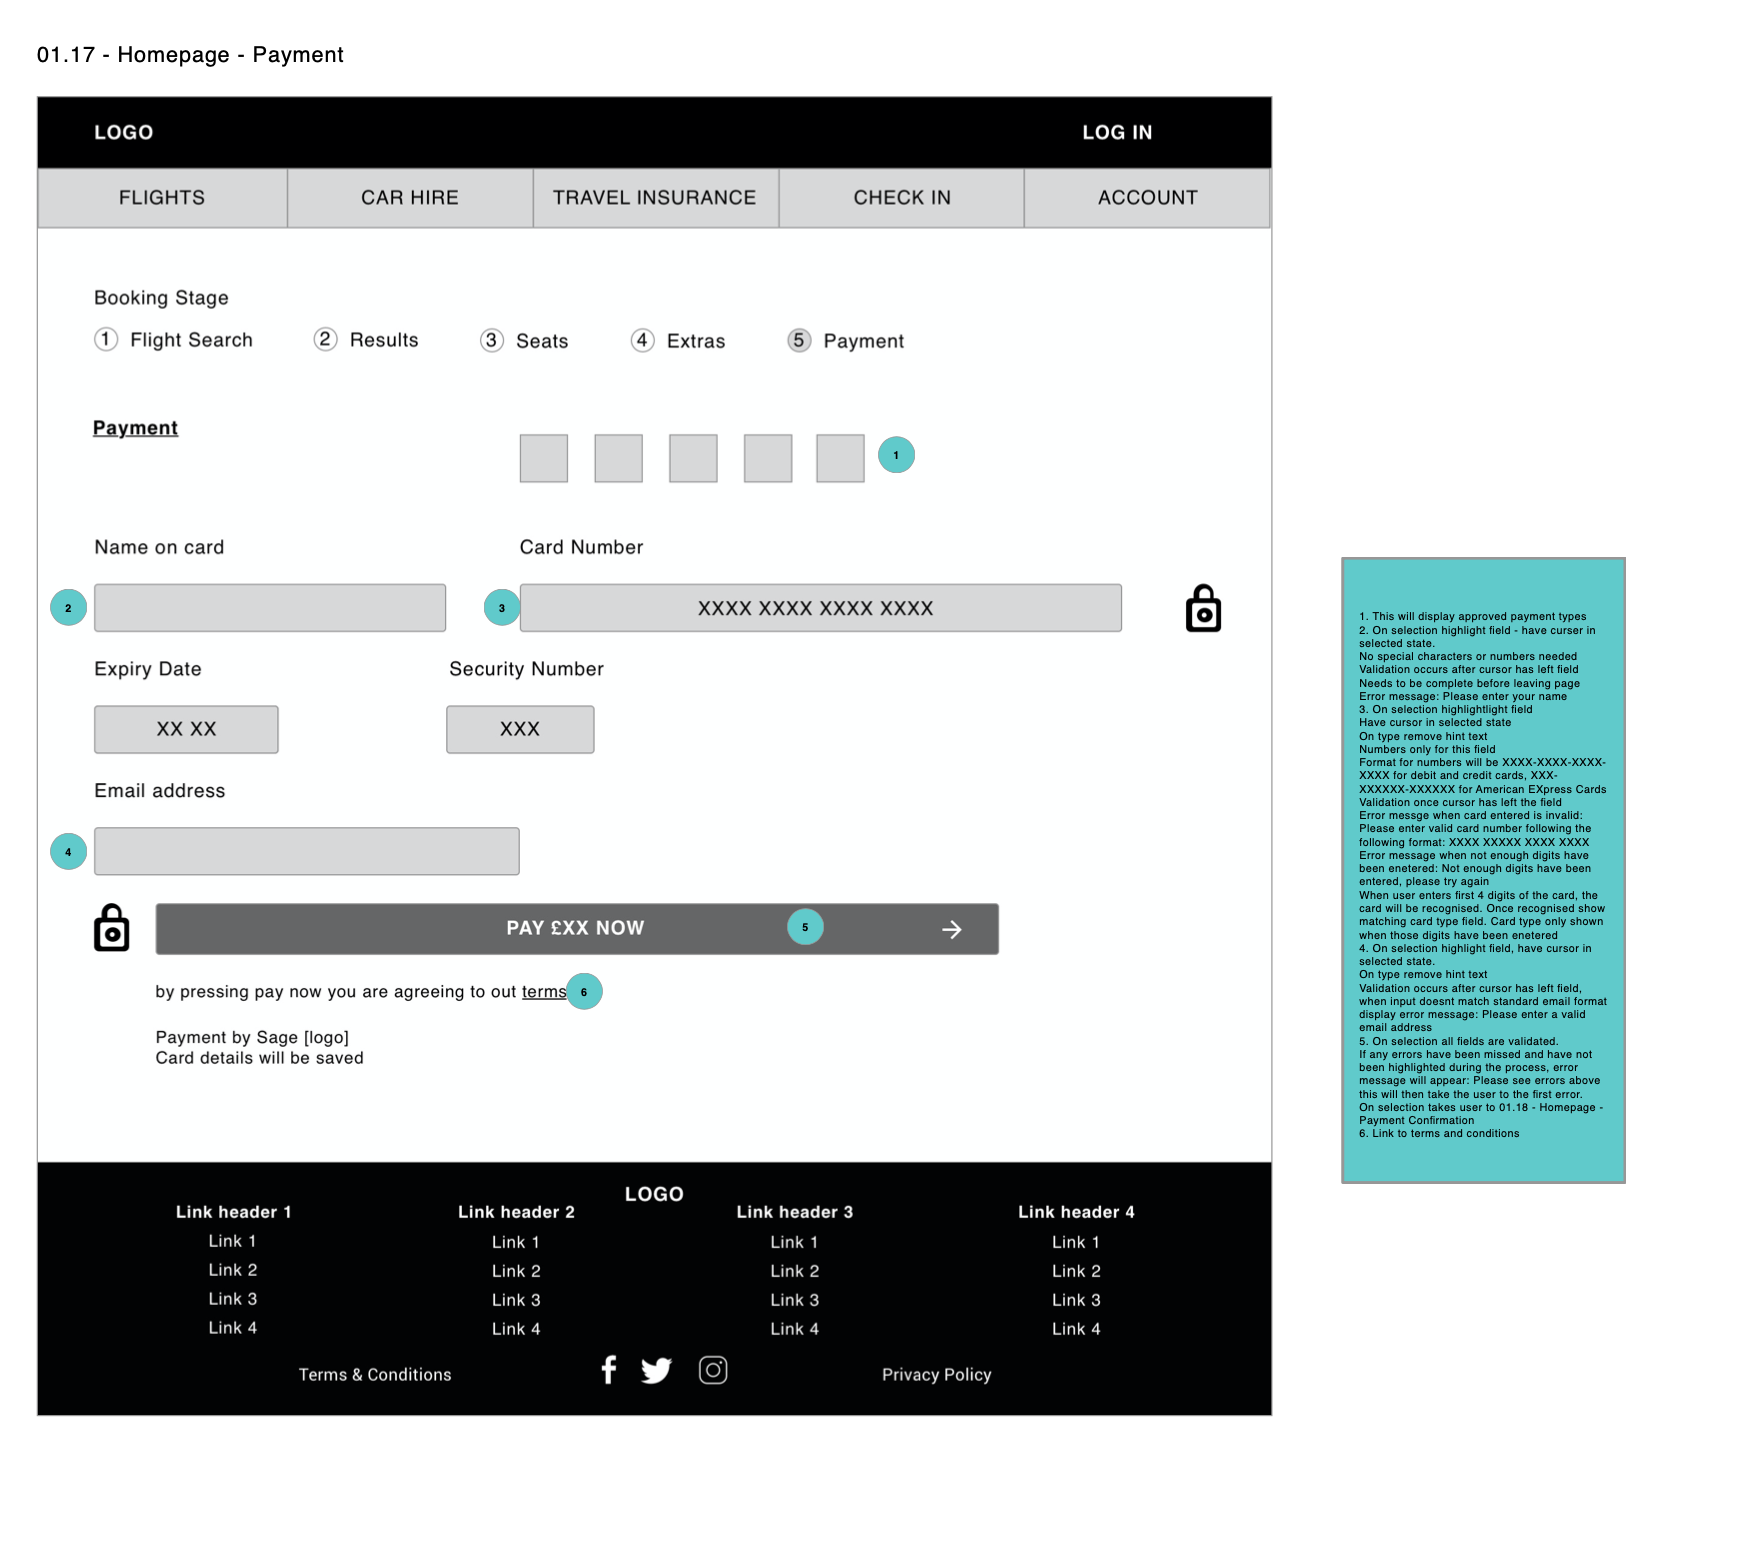 01.17 - Homepage - Payment
LOGO
LOG IN
FLIGHTS
CAR HIRE
TRAVEL INSURANCE
CHECK IN
ACCOUNT
Booking Stage
1 Flight Search
2 Results
3 Seats
4 Extras
5 Payment
Payment
1
Name on card
Card Number
2
3
XXXX XXXX XXXX XXXX
Expiry Date
Security Number
XX XX
XXX
Email address
4
PAY £XX NOW
5
by pressing pay now you are agreeing to out terms
6
Payment by Sage [logo]
Card details will be saved
1. This will display approved payment types
2. On selection highlight field - have curser in
selected state.
No special characters or numbers needed
Validation occurs after cursor has left field
Needs to be complete before leaving page
Error message: Please enter your name
3. On selection highlightlight field
Have cursor in selected state
On type remove hint text
Numbers only for this field
Format for numbers will be XXXX-XXXX-XXXX-
XXXX for debit and credit cards, XXX-
XXXXXX-XXXXXX for American EXpress Cards
Validation once cursor has left the field
Error messge when card entered is invalid:
Please enter valid card number following the
following format: XXXX XXXXX XXXX XXXX
Error message when not enough digits have
been enetered: Not enough digits have been
entered, please try again
When user enters first 4 digits of the card, the
card will be recognised. Once recognised show
matching card type field. Card type only shown
when those digits have been enetered
4. On selection highlight field, have cursor in
selected state.
On type remove hint text
Validation occurs after cursor has left field,
when input doesnt match standard email format
display error message: Please enter a valid
email address
5. On selection all fields are validated.
If any errors have been missed and have not
been highlighted during the process, error
message will appear: Please see errors above
this will then take the user to the first error.
On selection takes user to 01.18 - Homepage -
Payment Confirmation
6. Link to terms and conditions
LOGO
Link header 1
Link 1
Link 2
Link 3
Link 4
Link header 2
Link 1
Link 2
Link 3
Link 4
Link header 3
Link 1
Link 2
Link 3
Link 4
Link header 4
Link 1
Link 2
Link 3
Link 4
Terms & Conditions
Privacy Policy